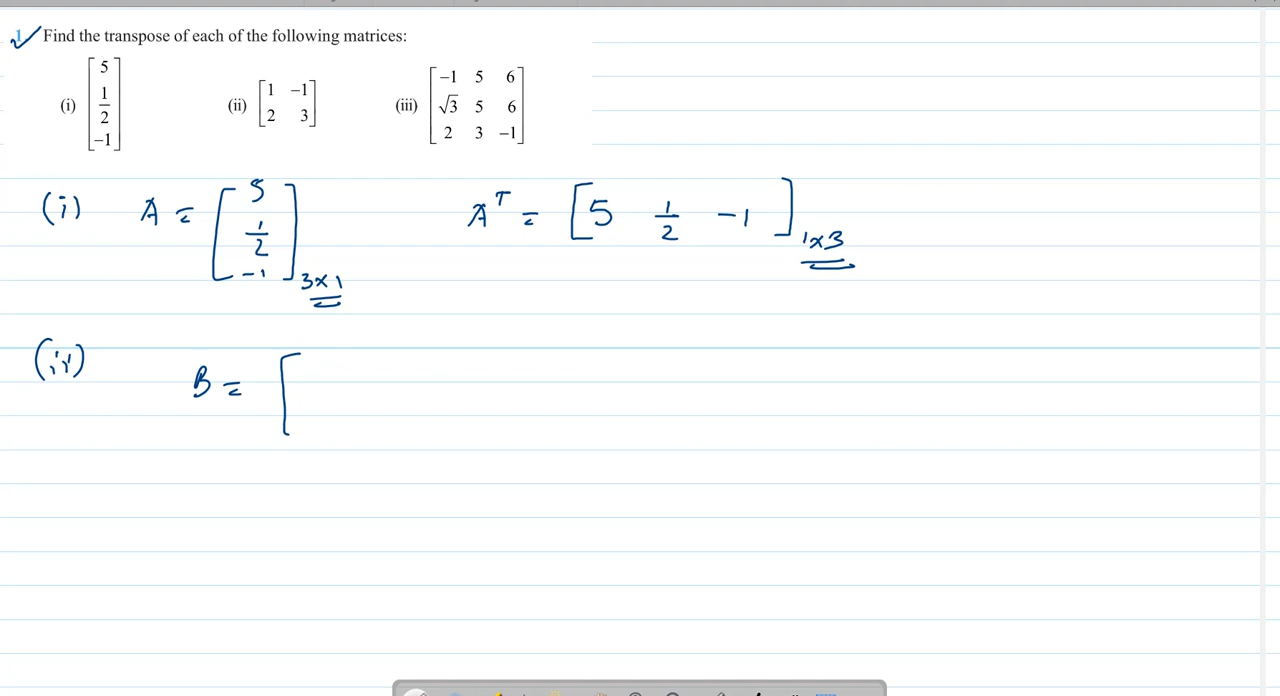 1. Find the transpose of each of the following matrices:
(i) [5 1/2 −1] (ii) [1 −1 2 3] (iii) [−1 5 6 √3 5 6 2 3 −1]
(i) A = [5 1/2 -1] 3×1 A^T = [5 1/2 -1] 1×3
(ii) B = [